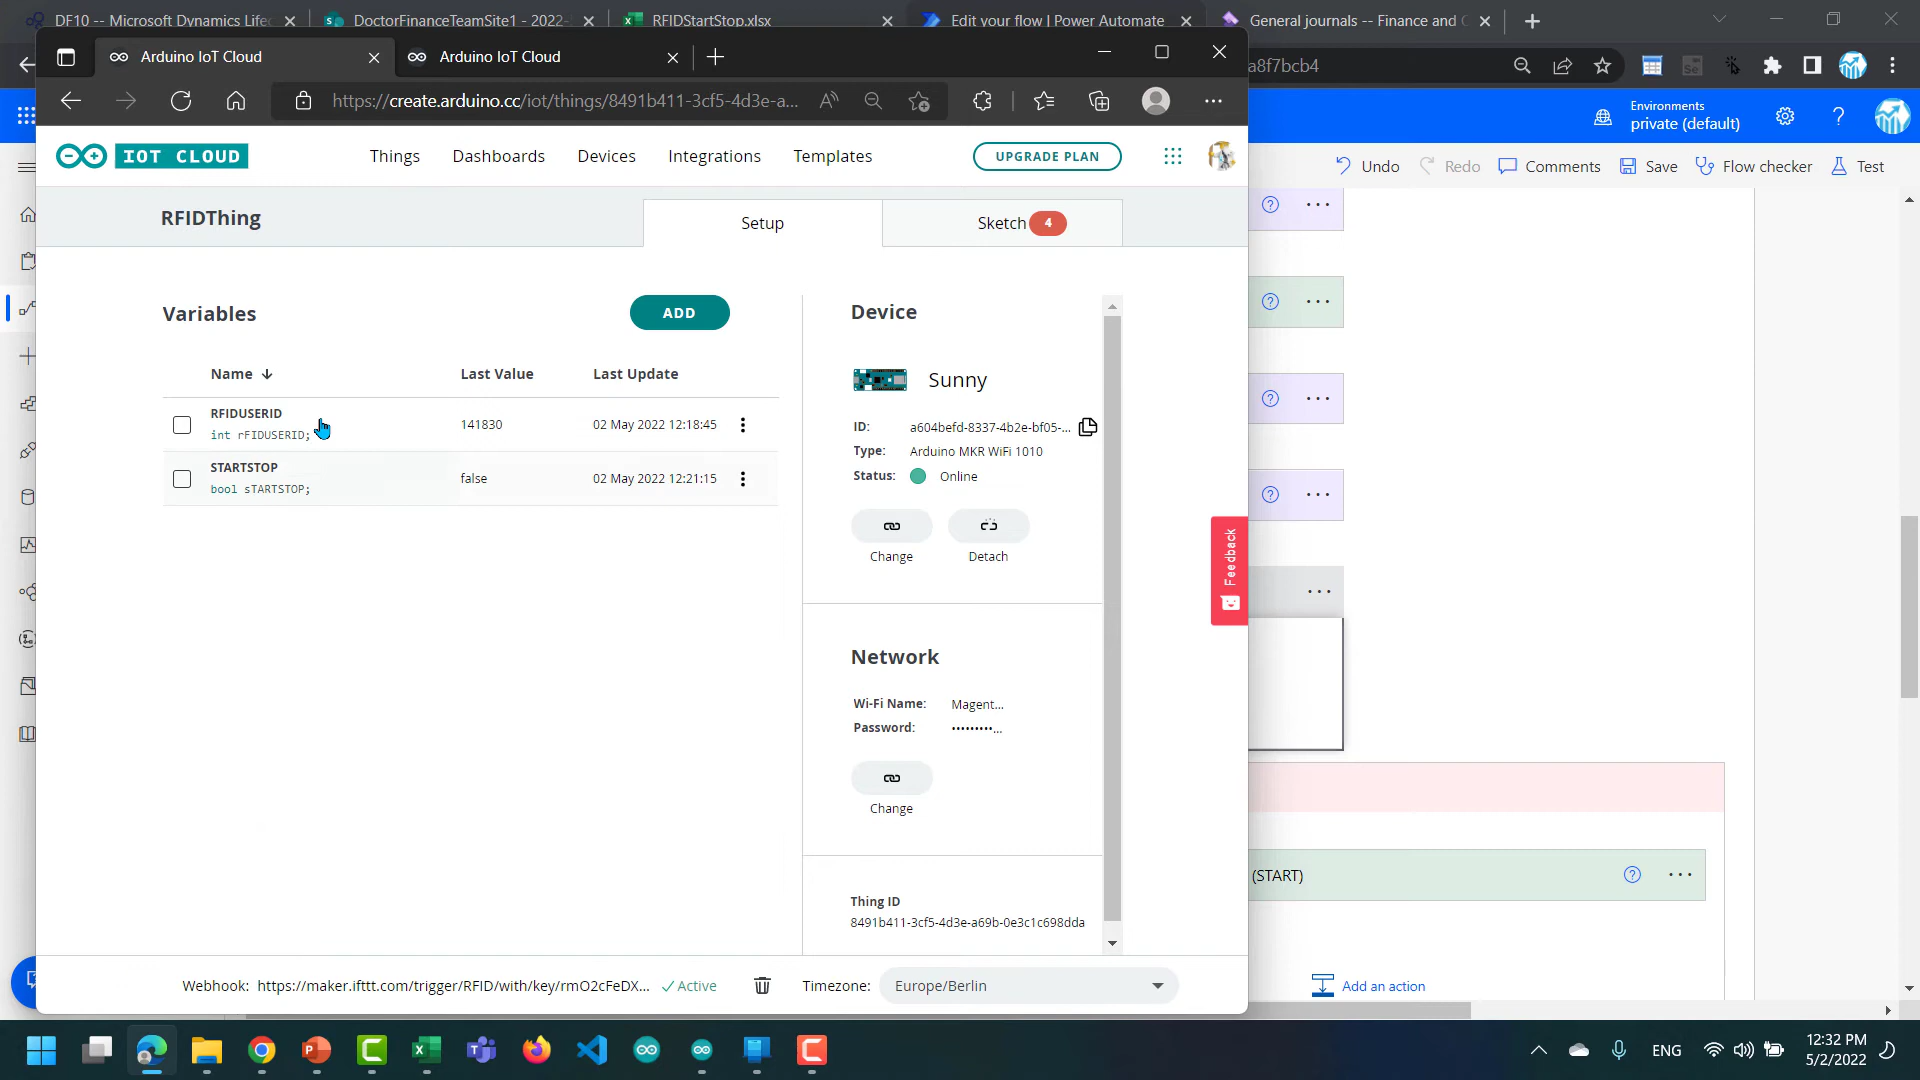 DF10 -- Microsoft Dynamics Life
DoctorFinanceTeamSite1 - 2022-
RFIDStartStop.xlsx
Edit your flow | Power Automate
General journals -- Finance and
Arduino IoT Cloud
Arduino IoT Cloud
https://create.arduino.cc/iot/things/8491b411-3cf5-4d3e-a...
a8f7bcb4
Environments
private (default)
IOT CLOUD
Things
Dashboards
Devices
Integrations
Templates
UPGRADE PLAN
Undo
Redo
Comments
Save
Flow checker
Test
RFIDThing
Setup
Sketch 4
Variables
ADD
Device
Name
Last Value
Last Update
Sunny
RFIDUSERID
int rFIDUSERID;
141830
02 May 2022 12:18:45
ID: a604befd-8337-4b2e-bf05-...
Type: Arduino MKR WiFi 1010
Status: Online
STARTSTOP
bool sTARTSTOP;
false
02 May 2022 12:21:15
Change
Detach
Feedback
Network
Wi-Fi Name: Magent...
Password: •••••••••...
Change
(START)
Thing ID
8491b411-3cf5-4d3e-a69b-0e3c1c698dda
Add an action
Webhook: https://maker.ifttt.com/trigger/RFID/with/key/rmO2cFeDX...
Active
Timezone: Europe/Berlin
ENG
12:32 PM
5/2/2022